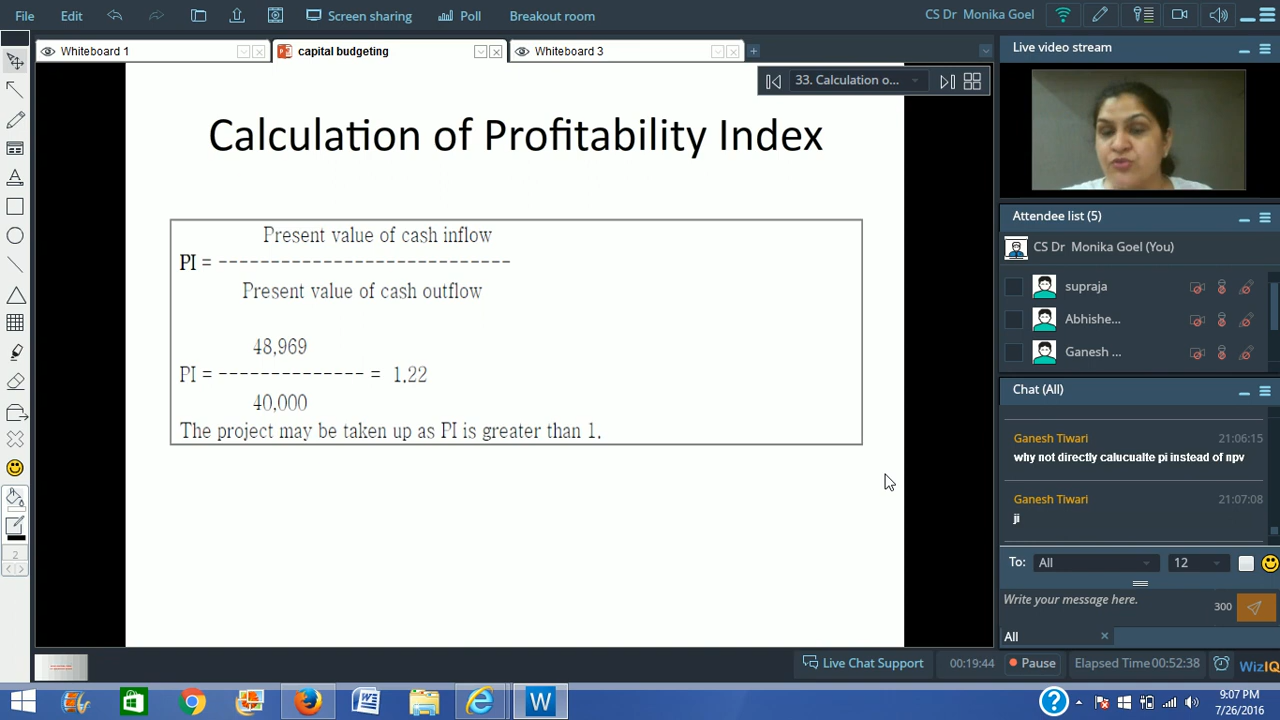 File Edit Screen sharing Poll Breakout room CS Dr Monika Goel
Whiteboard 1 capital budgeting Whiteboard 3
33. Calculation o...
Calculation of Profitability Index
Present value of cash inflow
PI = ---------------------------
Present value of cash outflow
48,969
PI = -------------- = 1.22
40,000
The project may be taken up as PI is greater than 1.
Live video stream
Attendee list (5)
CS Dr Monika Goel (You)
supraja
Abhishe...
Ganesh ...
Chat (All)
Ganesh Tiwari 21:06:15
why not directly calucualte pi instead of npv
Ganesh Tiwari 21:07:08
ji
To: All 12
Write your message here. 300
All
2
Live Chat Support 00:19:44 Pause Elapsed Time 00:52:38 WizIQ
9:07 PM
7/26/2016